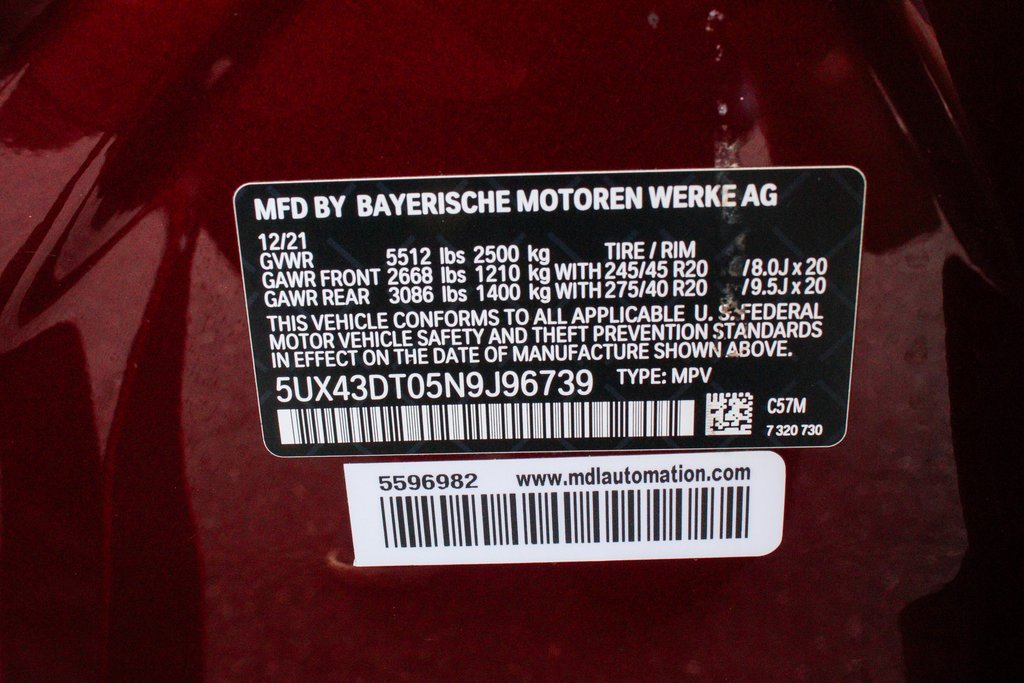 MFD BY BAYERISCHE MOTOREN WERKE AG
12/21
GVWR 5512 lbs 2500 kg TIRE / RIM
GAWR FRONT 2668 lbs 1210 kg WITH 245/45 R20 /8.0J x 20
GAWR REAR 3086 lbs 1400 kg WITH 275/40 R20 /9.5J x 20
THIS VEHICLE CONFORMS TO ALL APPLICABLE U. S. FEDERAL
MOTOR VEHICLE SAFETY AND THEFT PREVENTION STANDARDS
IN EFFECT ON THE DATE OF MANUFACTURE SHOWN ABOVE.
5UX43DT05N9J96739 TYPE: MPV
C57M
7 320 730
5596982 www.mdlautomation.com